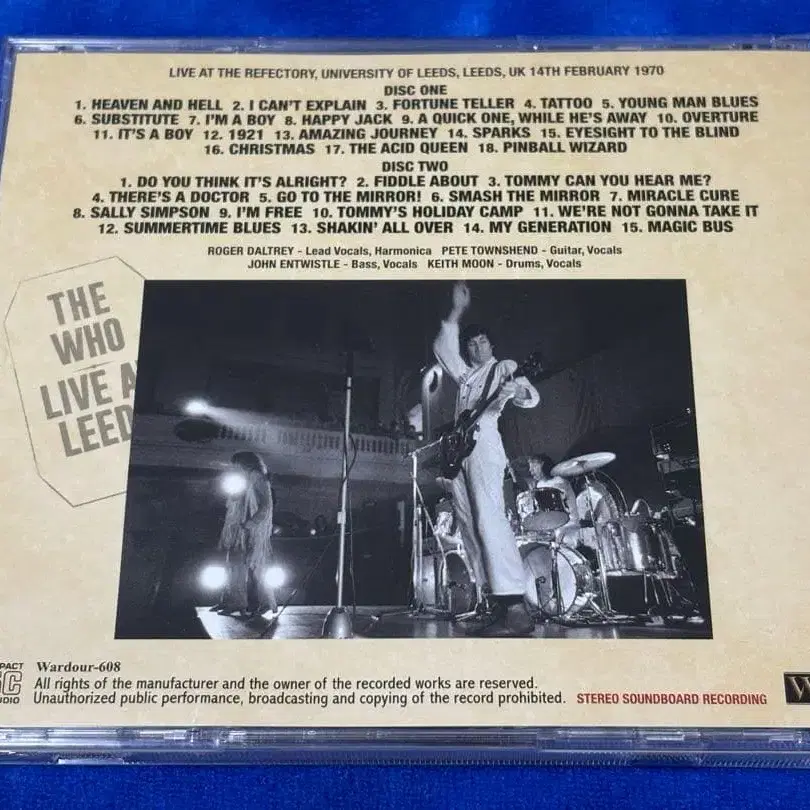 LIVE AT THE REFECTORY, UNIVERSITY OF LEEDS, LEEDS, UK 14TH FEBRUARY 1970
DISC ONE
1. HEAVEN AND HELL 2. I CAN'T EXPLAIN 3. FORTUNE TELLER 4. TATTOO 5. YOUNG MAN BLUES
6. SUBSTITUTE 7. I'M A BOY 8. HAPPY JACK 9. A QUICK ONE, WHILE HE'S AWAY 10. OVERTURE
11. IT'S A BOY 12. 1921 13. AMAZING JOURNEY 14. SPARKS 15. EYESIGHT TO THE BLIND
16. CHRISTMAS 17. THE ACID QUEEN 18. PINBALL WIZARD
DISC TWO
1. DO YOU THINK IT'S ALRIGHT? 2. FIDDLE ABOUT 3. TOMMY CAN YOU HEAR ME?
4. THERE'S A DOCTOR 5. GO TO THE MIRROR! 6. SMASH THE MIRROR 7. MIRACLE CURE
8. SALLY SIMPSON 9. I'M FREE 10. TOMMY'S HOLIDAY CAMP 11. WE'RE NOT GONNA TAKE IT
12. SUMMERTIME BLUES 13. SHAKIN' ALL OVER 14. MY GENERATION 15. MAGIC BUS
ROGER DALTREY - Lead Vocals, Harmonica PETE TOWNSHEND - Guitar, Vocals
JOHN ENTWISTLE - Bass, Vocals KEITH MOON - Drums, Vocals
THE
WHO
LIVE A
LEED
Wardour-608
All rights of the manufacturer and the owner of the recorded works are reserved.
Unauthorized public performance, broadcasting and copying of the record prohibited. STEREO SOUNDBOARD RECORDING